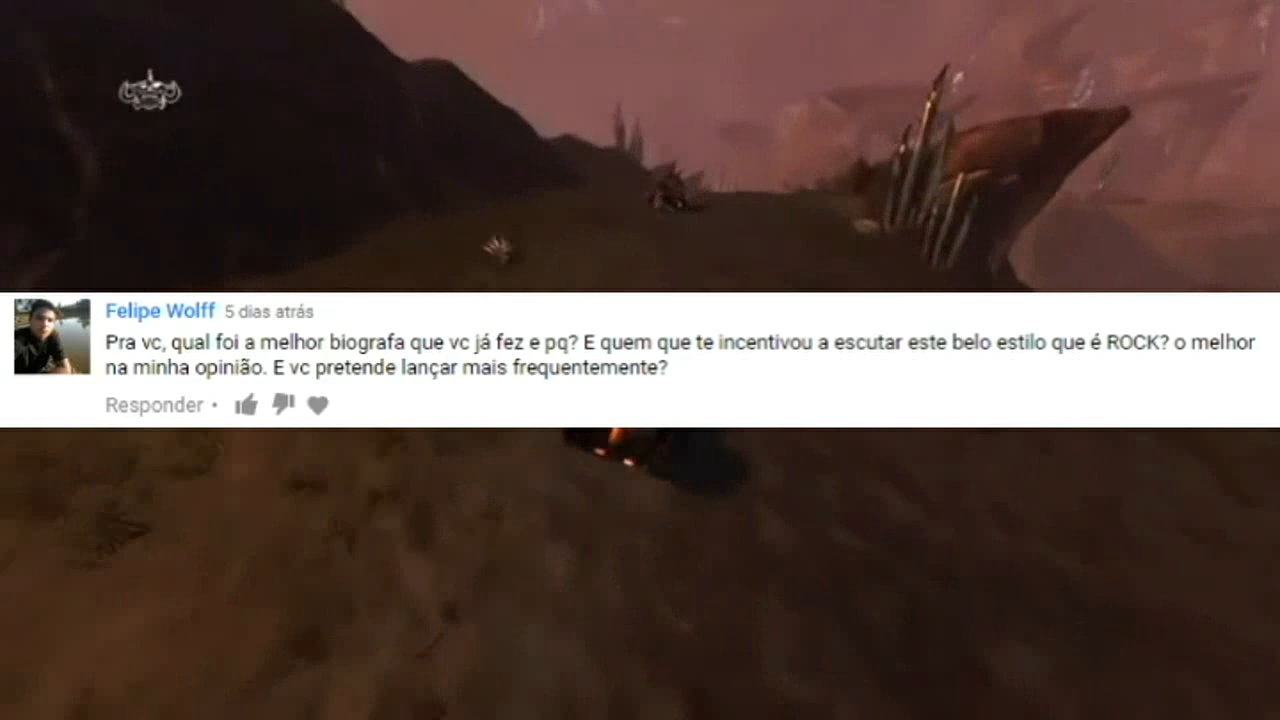 Felipe Wolff 5 dias atrás
Pra vc, qual foi a melhor biografa que vc já fez e pq? E quem que te incentivou a escutar este belo estilo que é ROCK? o melhor
na minha opinião. E vc pretende lançar mais frequentemente?
Responder •